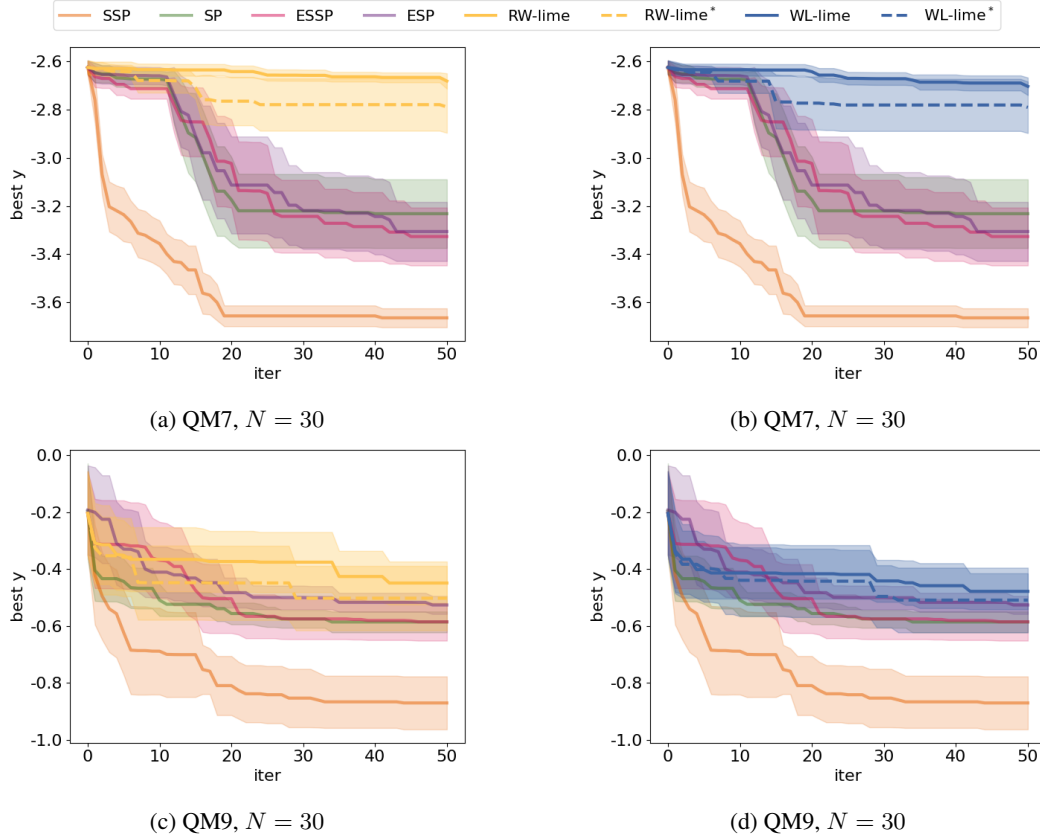 SSP SP ESSP ESP RW-lime RW-lime* WL-lime WL-lime*
-2.6
-2.8
-3.0
-3.2
-3.4
-3.6
best y
0 10 20 30 40 50
iter
(a) QM7, N = 30
-2.6
-2.8
-3.0
-3.2
-3.4
-3.6
best y
0 10 20 30 40 50
iter
(b) QM7, N = 30
0.0
-0.2
-0.4
-0.6
-0.8
-1.0
best y
0 10 20 30 40 50
iter
(c) QM9, N = 30
0.0
-0.2
-0.4
-0.6
-0.8
-1.0
best y
0 10 20 30 40 50
iter
(d) QM9, N = 30